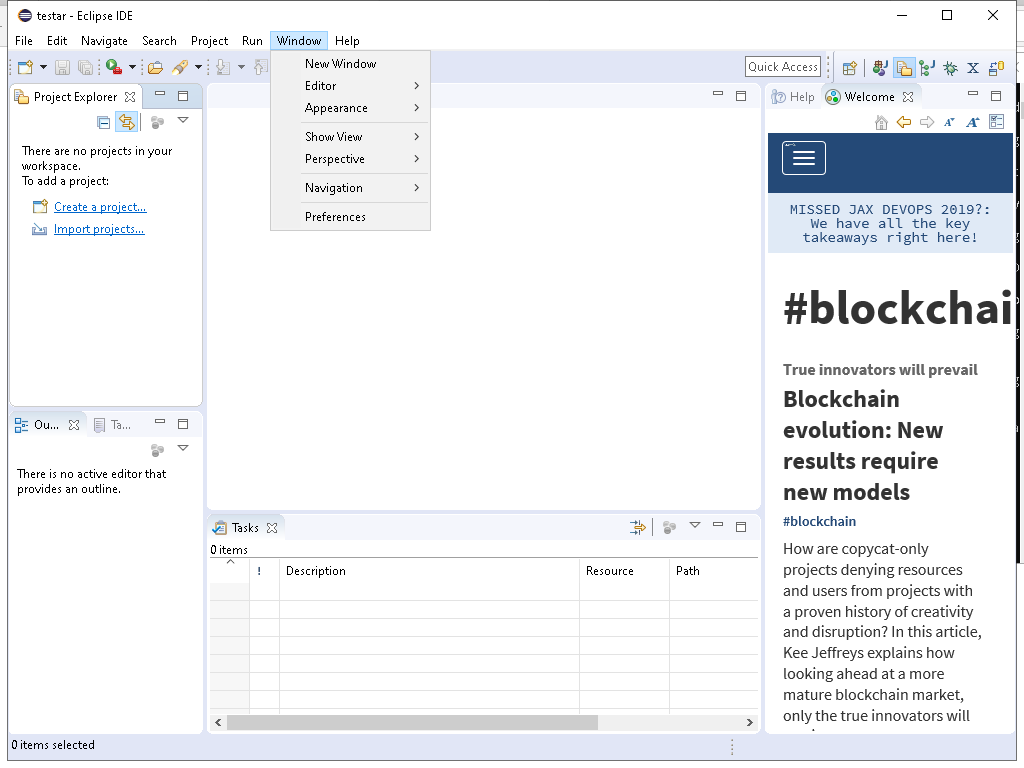 testar - Eclipse IDE
File Edit Navigate Search Project Run Window Help
Quick Access
New Window
Editor
Appearance
Show View
Perspective
Navigation
Preferences
Project Explorer
There are no projects in your
workspace.
To add a project:
Create a project...
Import projects...
Ou... Ta...
There is no active editor that
provides an outline.
Tasks
0 items
! Description Resource Path
Help Welcome
MISSED JAX DEVOPS 2019?:
We have all the key
takeaways right here!
#blockchai
True innovators will prevail
Blockchain
evolution: New
results require
new models
#blockchain
How are copycat-only
projects denying resources
and users from projects with
a proven history of creativity
and disruption? In this article,
Kee Jeffreys explains how
looking ahead at a more
mature blockchain market,
only the true innovators will
0 items selected